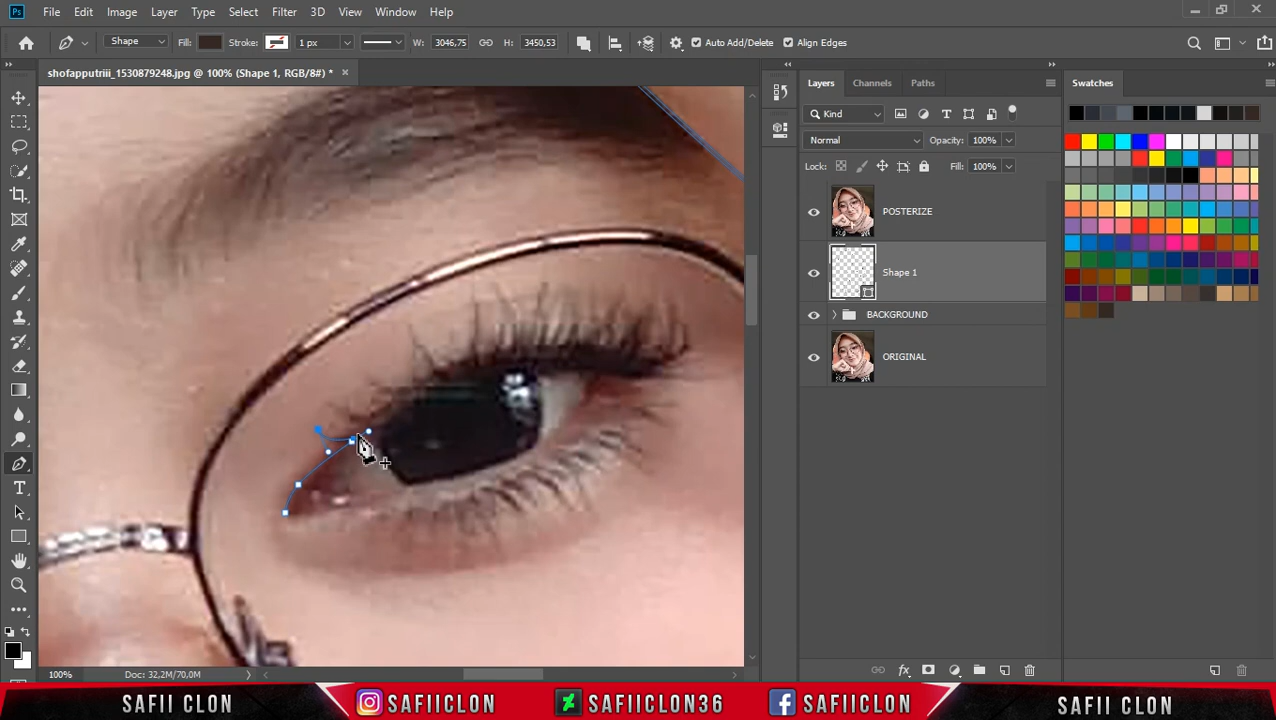 Ps File Edit Image Layer Type Select Filter 3D View Window Help
Shape Fill: Stroke: 1 px W: 3046,75 H: 3450,53 Auto Add/Delete Align Edges
shofapputriii_1530879248.jpg @ 100% (Shape 1, RGB/8#) *
Layers Channels Paths
Swatches
Kind
Normal Opacity: 100%
Lock: Fill: 100%
POSTERIZE
Shape 1
BACKGROUND
ORIGINAL
100% Doc: 32,2M/70,0M
fx
SAFII CLON SAFIICLON SAFIICLON36 SAFIICLON SAFII CLON